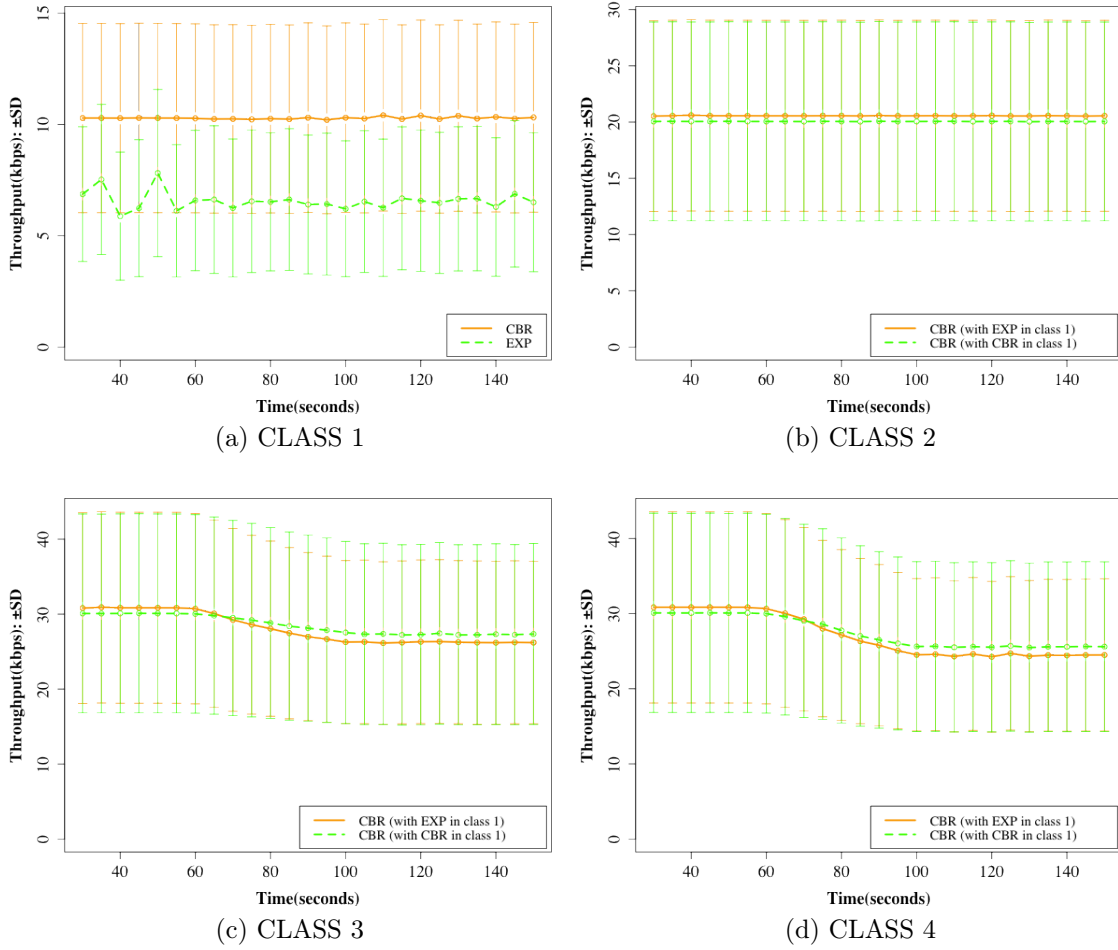 Throughput(kbps): ±SD
15
10
5
0
CBR
EXP
40 60 80 100 120 140
Time(seconds)
(a) CLASS 1
Throughput(kbps): ±SD
30
25
20
15
10
5
0
CBR (with EXP in class 1)
CBR (with CBR in class 1)
40 60 80 100 120 140
Time(seconds)
(b) CLASS 2
Throughput(kbps): ±SD
40
30
20
10
0
CBR (with EXP in class 1)
CBR (with CBR in class 1)
40 60 80 100 120 140
Time(seconds)
(c) CLASS 3
Throughput(kbps): ±SD
40
30
20
10
0
CBR (with EXP in class 1)
CBR (with CBR in class 1)
40 60 80 100 120 140
Time(seconds)
(d) CLASS 4